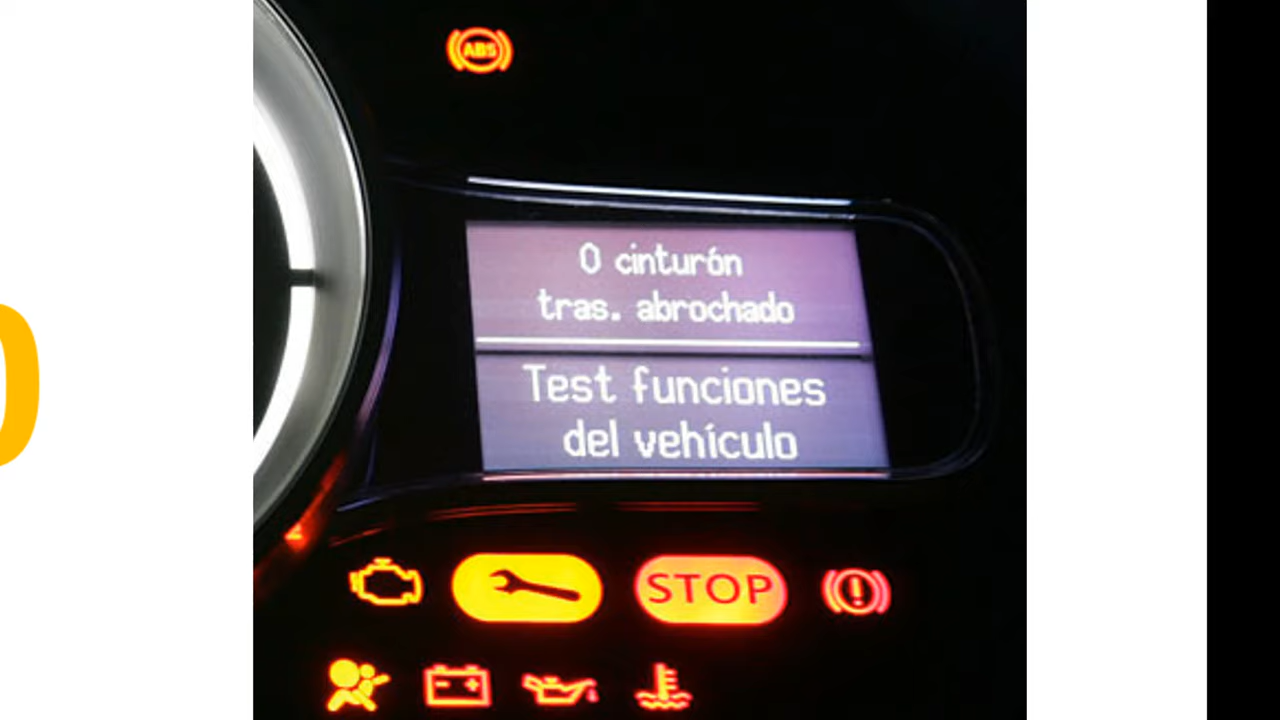 ABS
0 cinturón
tras. abrochado
Test funciones
del vehículo
STOP